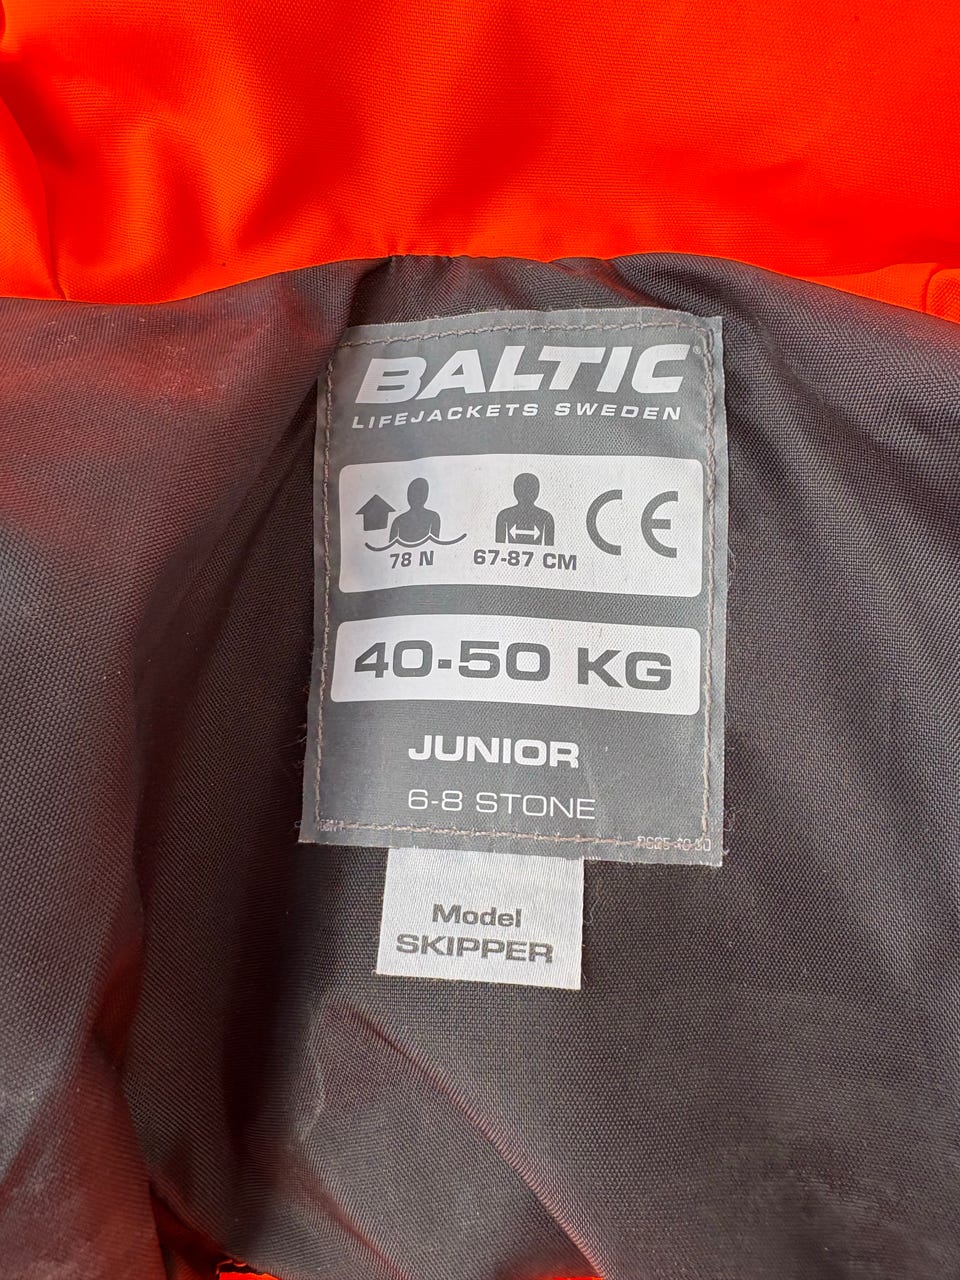 BALTIC®
LIFEJACKETS SWEDEN
78 N
67-87 CM
CE
40-50 KG
JUNIOR
6-8 STONE
Model
SKIPPER